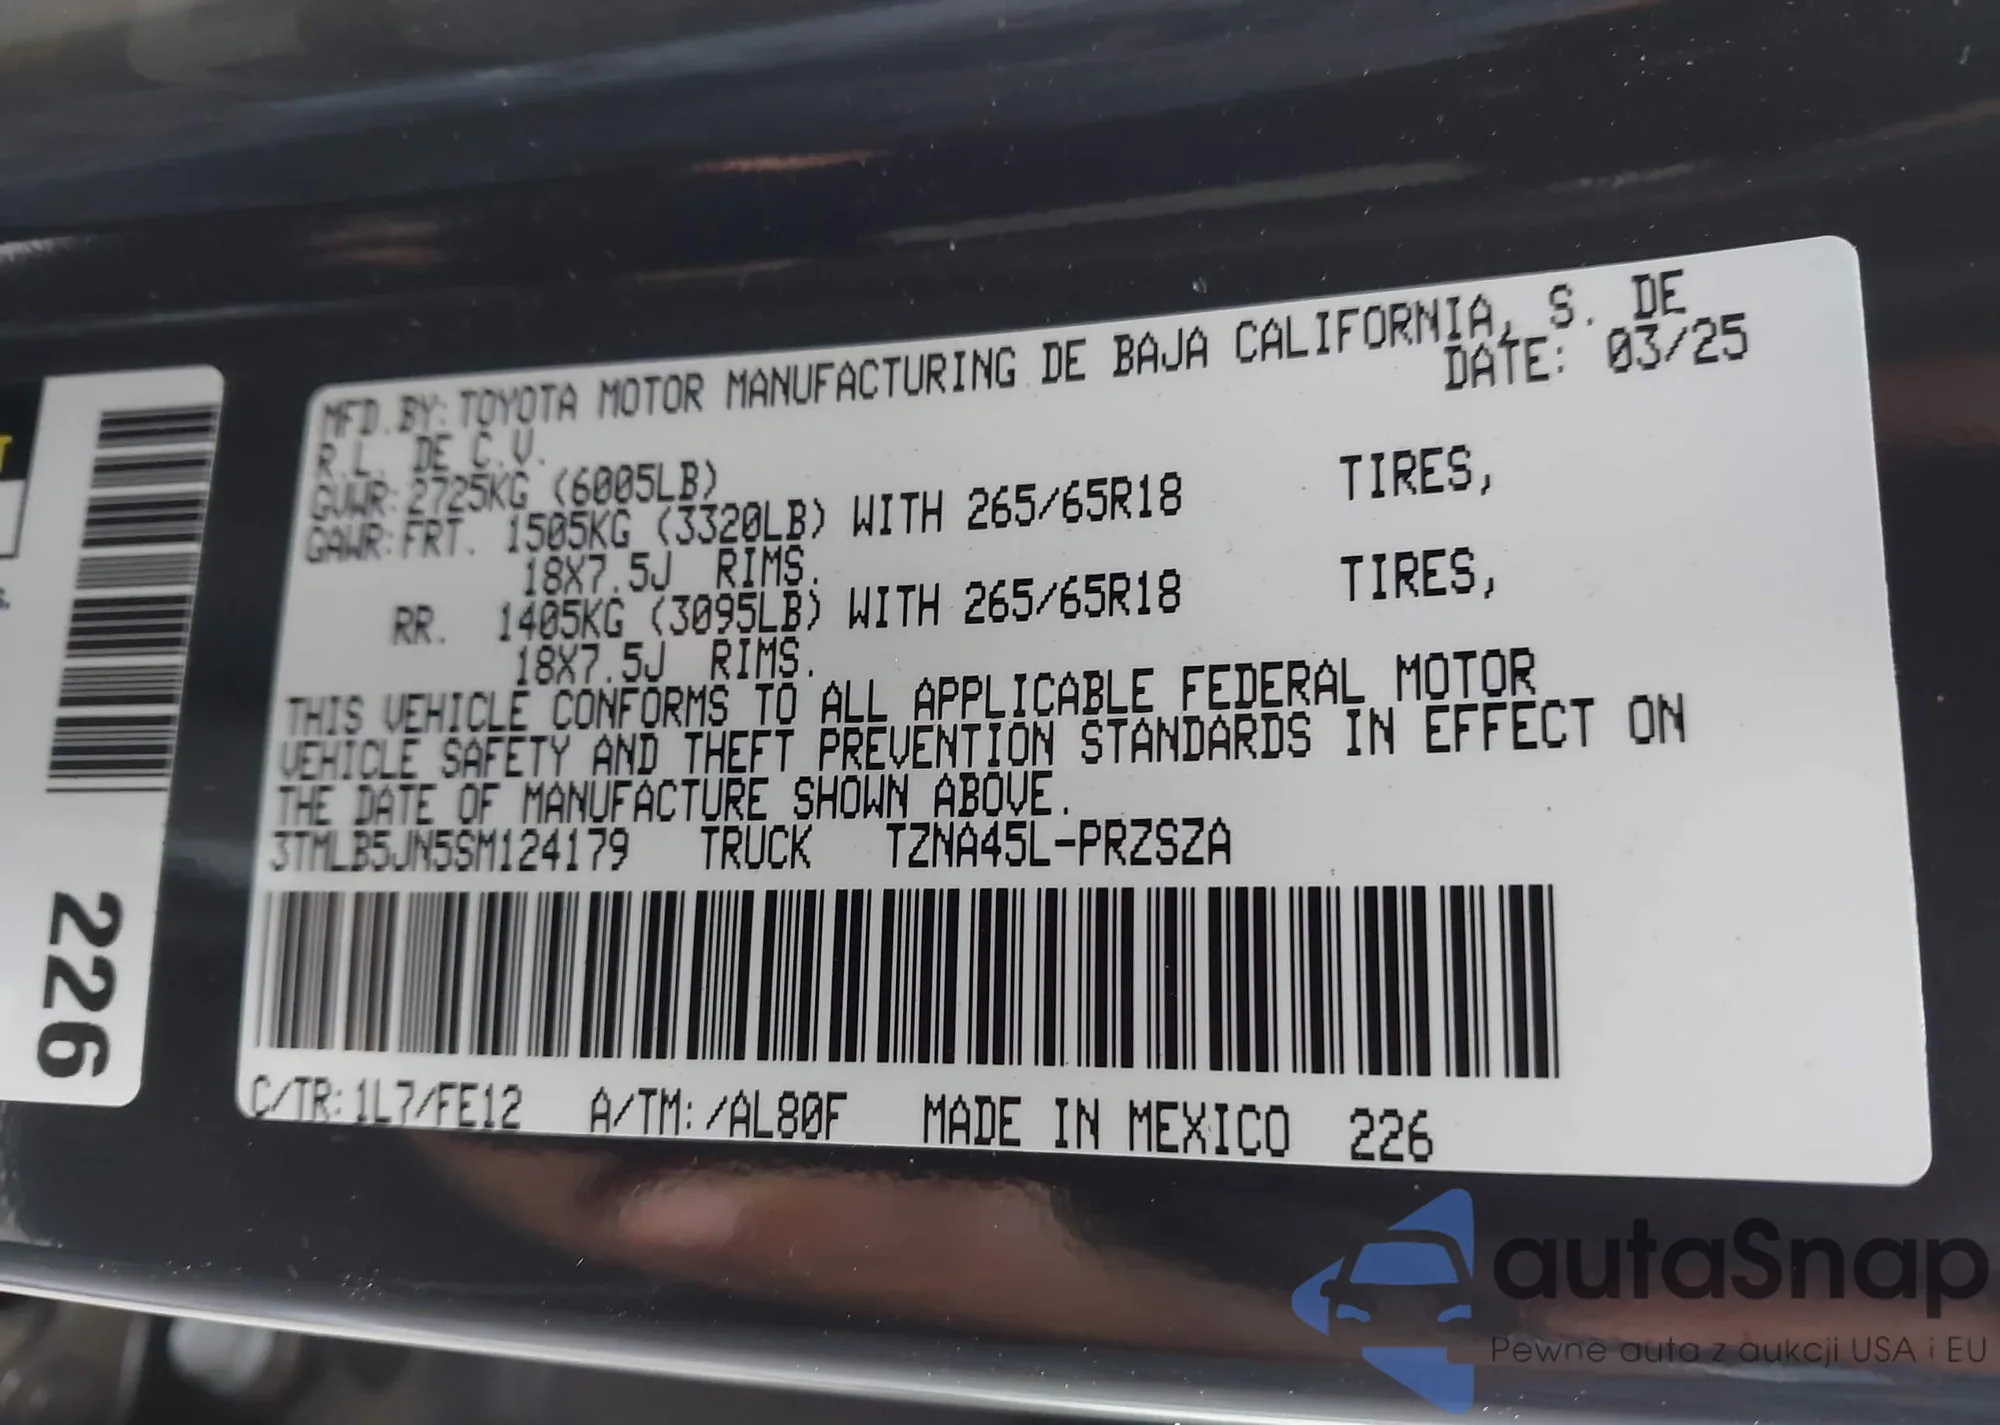 MFD.BY:TOYOTA MOTOR MANUFACTURING DE BAJA CALIFORNIA, S. DE
R.L. DE C.V. DATE: 03/25
GVWR:2725KG (6005LB)
GAWR:FRT. 1505KG (3320LB) WITH 265/65R18 TIRES,
18X7.5J RIMS.
RR. 1405KG (3095LB) WITH 265/65R18 TIRES,
18X7.5J RIMS.
THIS VEHICLE CONFORMS TO ALL APPLICABLE FEDERAL MOTOR
VEHICLE SAFETY AND THEFT PREVENTION STANDARDS IN EFFECT ON
THE DATE OF MANUFACTURE SHOWN ABOVE.
3TMLB5JN5SM124179 TRUCK TZNA45L-PRZSZA
C/TR:1L7/FE12 A/TM:/AL80F MADE IN MEXICO 226
226
autaSnap
Pewne auta z aukcji USA i EU